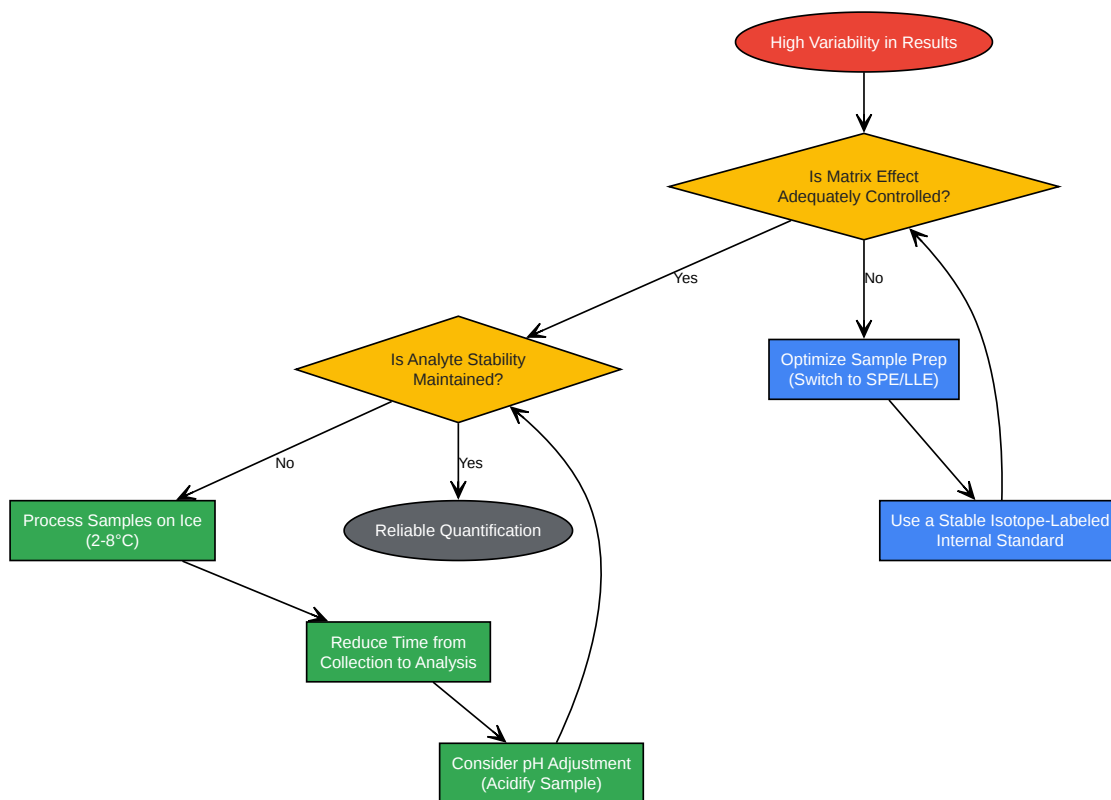 High Variability in Results
Is Matrix Effect
Adequately Controlled?
Yes
No
Is Analyte Stability
Maintained?
Optimize Sample Prep
(Switch to SPE/LLE)
No
Yes
Process Samples on Ice
(2-8°C)
Reliable Quantification
Use a Stable Isotope-Labeled
Internal Standard
Reduce Time from
Collection to Analysis
Consider pH Adjustment
(Acidify Sample)